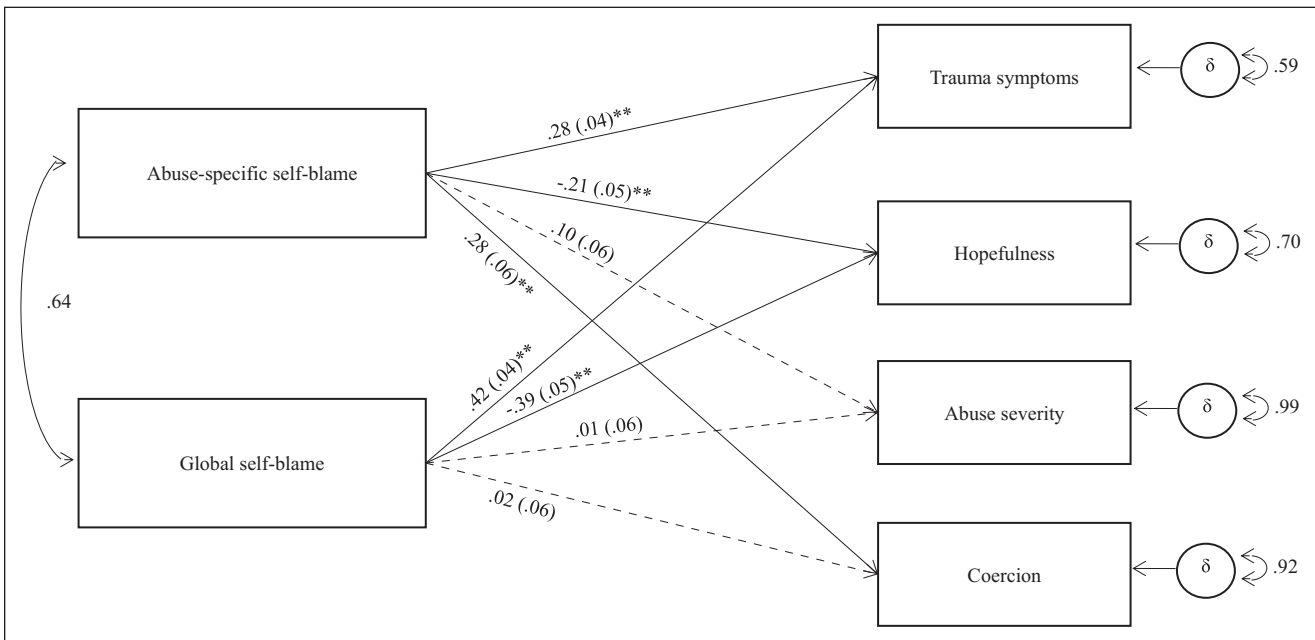 Trauma symptoms
δ
.59
.28 (.04)**
Abuse-specific self-blame
-.21 (.05)**
.10 (.06)
.28 (.06)**
Hopefulness
δ
.70
.64
.42 (.04)**
-.39 (.05)**
.01 (.06)
Abuse severity
δ
.99
Global self-blame
.02 (.06)
Coercion
δ
.92